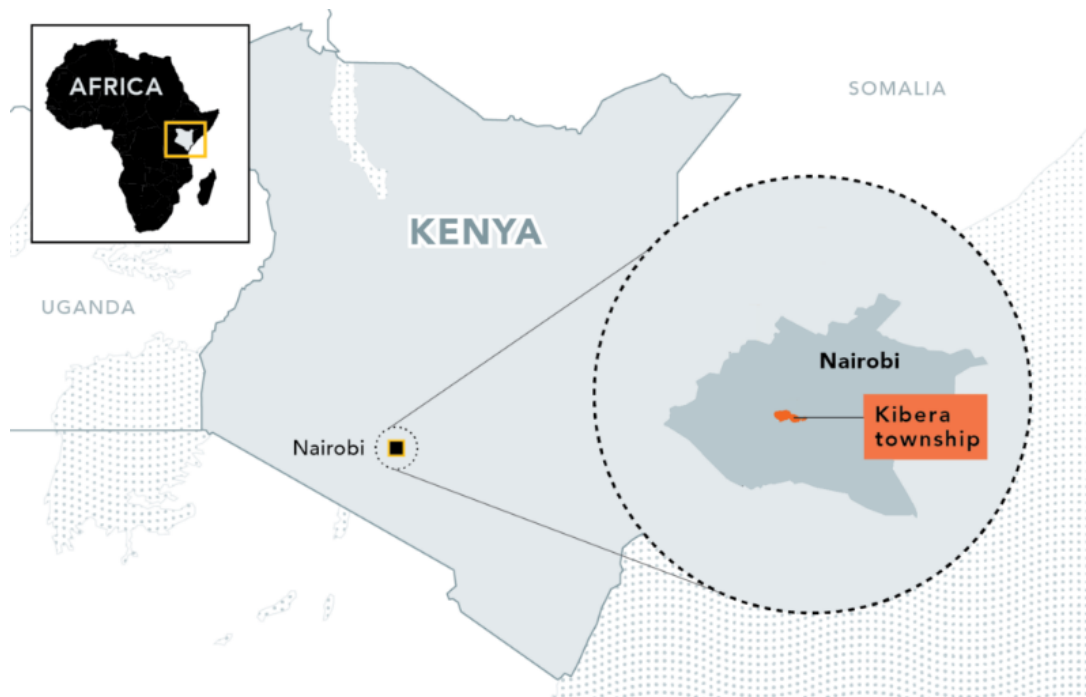 AFRICA
SOMALIA
KENYA
UGANDA
Nairobi
Kibera
township
Nairobi